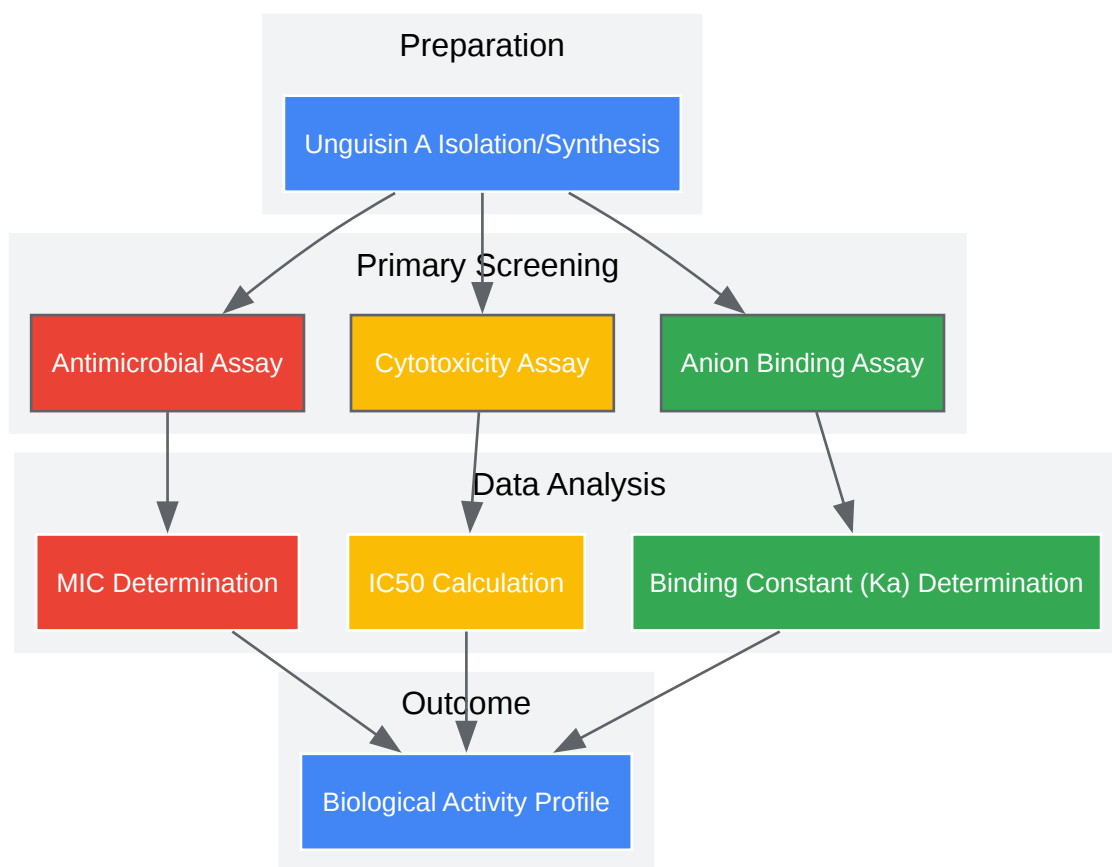 Preparation
Unguisin A Isolation/Synthesis
Primary Screening
Antimicrobial Assay
Cytotoxicity Assay
Anion Binding Assay
Data Analysis
MIC Determination
IC50 Calculation
Binding Constant (Ka) Determination
Outcome
Biological Activity Profile